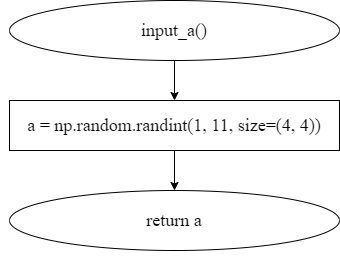 input_a()
a = np.random.randint(1, 11, size=(4, 4))
return a